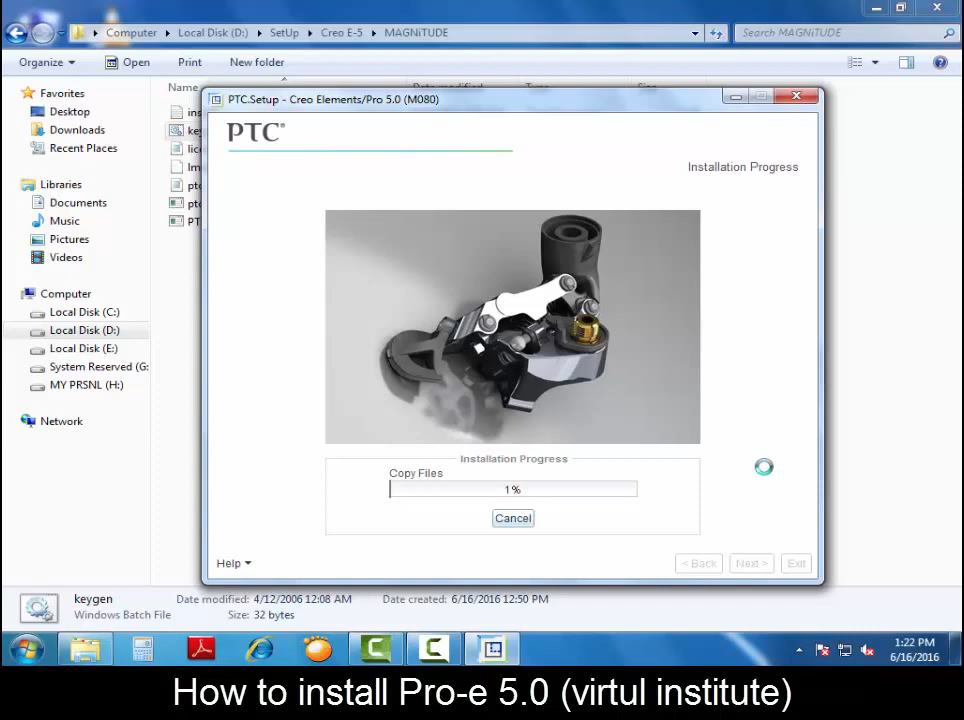 Computer Local Disk (D:) SetUp Creo E-5 MAGNiTUDE
Search MAGNiTUDE
Organize Open Print New folder
Name
Favorites
Desktop
Downloads
Recent Places
Libraries
Documents
Music
Pictures
Videos
Computer
Local Disk (C:)
Local Disk (D:)
Local Disk (E:)
System Reserved (G:
MY PRSNL (H:)
Network
PTC.Setup - Creo Elements/Pro 5.0 (M080)
PTC®
Installation Progress
Installation Progress
Copy Files
1%
Cancel
Help
< Back Next > Exit
keygen Date modified: 4/12/2006 12:08 AM Date created: 6/16/2016 12:50 PM
Windows Batch File Size: 32 bytes
1:22 PM
6/16/2016
How to install Pro-e 5.0 (virtul institute)